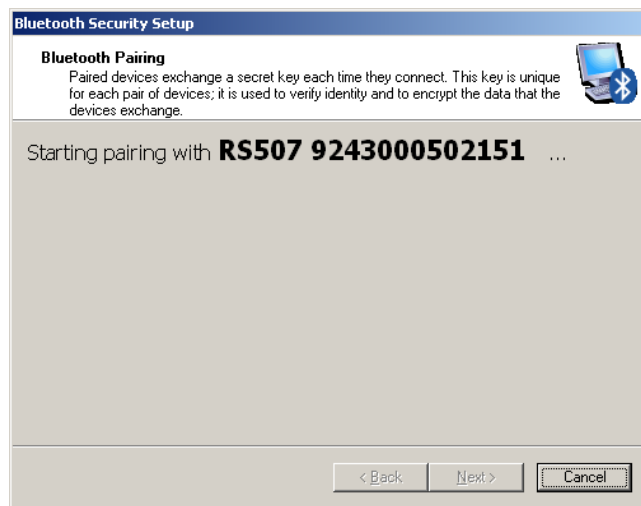 Bluetooth Security Setup
Bluetooth Pairing
Paired devices exchange a secret key each time they connect. This key is unique
for each pair of devices; it is used to verify identity and to encrypt the data that the
devices exchange.
Starting pairing with RS507 9243000502151 ...
< Back Next > Cancel